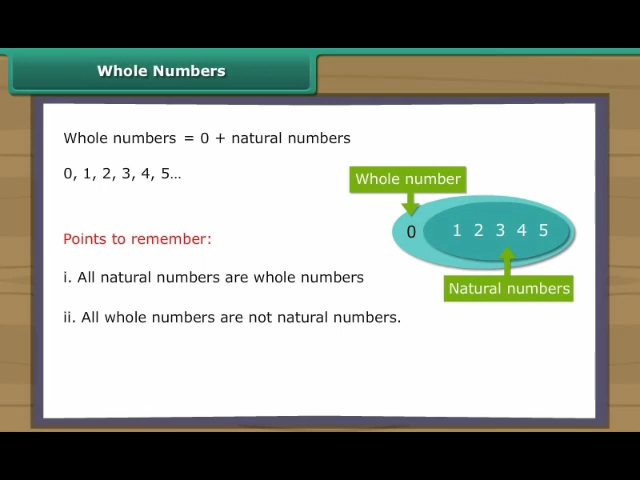 Whole Numbers
Whole numbers = 0 + natural numbers
0, 1, 2, 3, 4, 5...
Whole number
0 1 2 3 4 5
Natural numbers
Points to remember:
i. All natural numbers are whole numbers
ii. All whole numbers are not natural numbers.